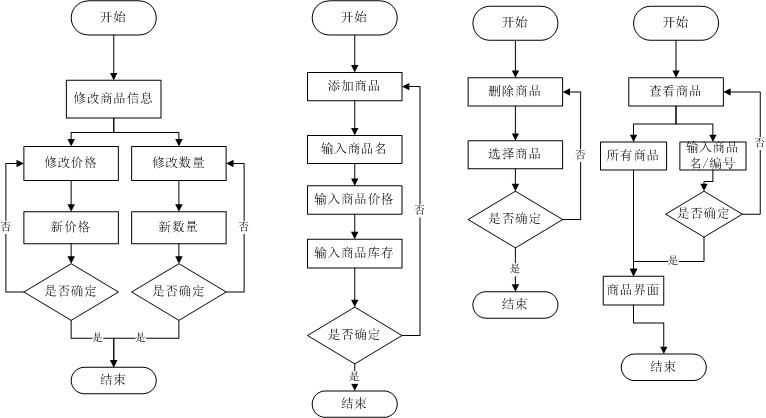 开始
修改商品信息
修改价格
修改数量
新价格
新数量
否
否
是否确定
是否确定
是
是
结束
开始
添加商品
输入商品名
输入商品价格
否
输入商品库存
是否确定
是
结束
开始
删除商品
选择商品
否
是否确定
是
结束
开始
查看商品
否
所有商品
输入商品
名/编号
是否确定
是
商品界面
结束